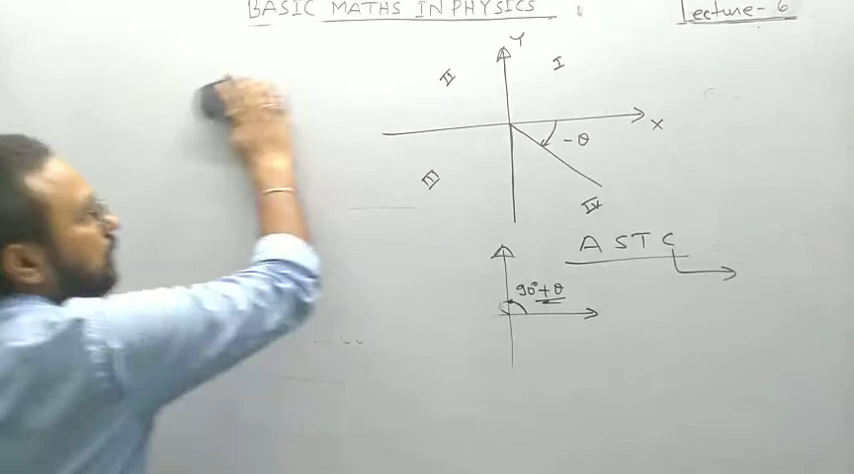 BASIC MATHS IN PHYSICS
Lecture- 6
Y
II
I
X
-θ
III
IV
A S T C
90°+θ